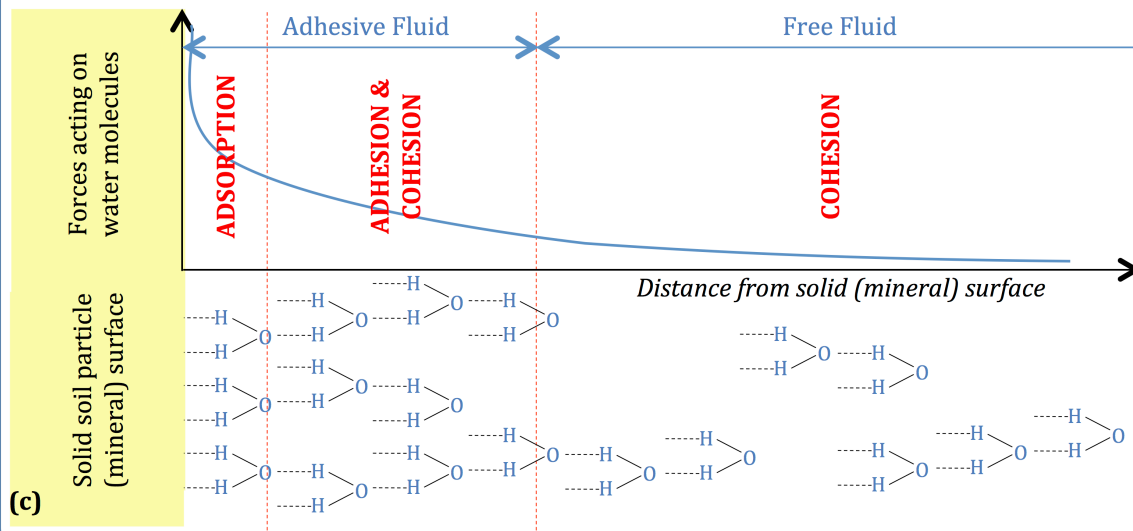 Adhesive Fluid
Free Fluid
Forces acting on
water molecules
ADSORPTION
ADHESION &
COHESION
COHESION
Distance from solid (mineral) surface
Solid soil particle
(mineral) surface
(c)
H
H
O
H
H
O
H
H
O
H
H
O
H
H
O
H
H
O
H
H
O
H
H
O
H
H
O
H
H
O
H
H
O
H
H
O
H
H
O
H
H
O
H
H
O
H
H
O
H
H
O
H
H
O